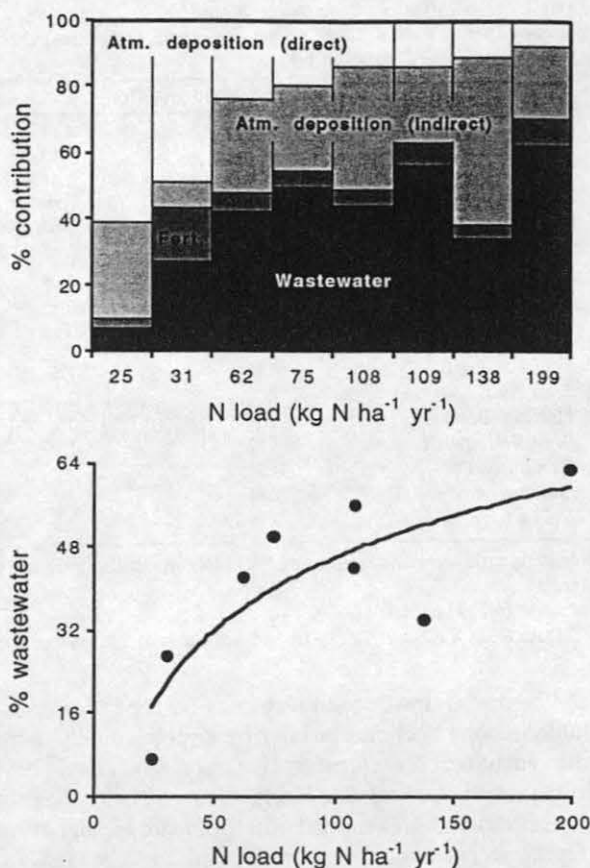 100
80
60
40
20
0
% contribution
Atm. deposition (direct)
Atm. deposition (indirect)
Fert.
Wastewater
25 31 62 75 108 109 138 199
N load (kg N ha⁻¹ yr⁻¹)
64
48
32
16
0
% wastewater
0 50 100 150 200
N load (kg N ha⁻¹ yr⁻¹)